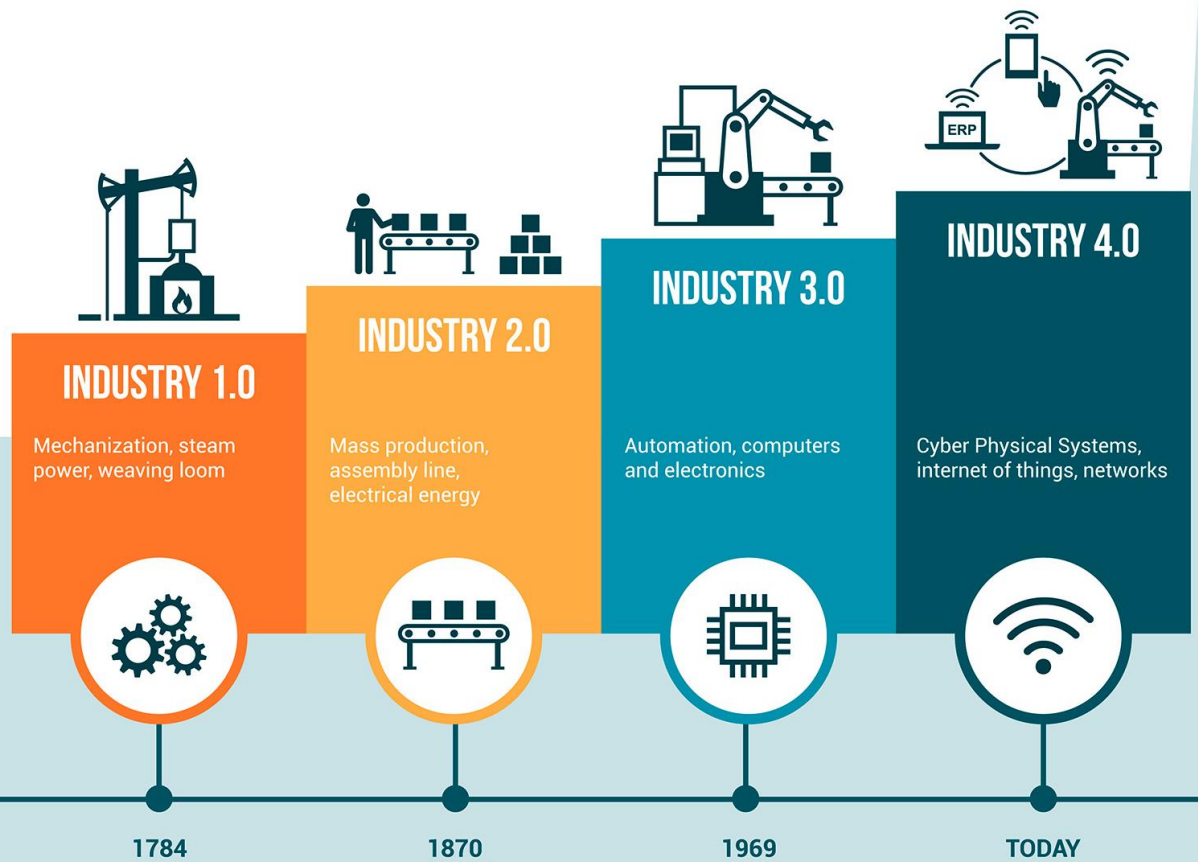 ERP
INDUSTRY 1.0
Mechanization, steam
power, weaving loom
INDUSTRY 2.0
Mass production,
assembly line,
electrical energy
INDUSTRY 3.0
Automation, computers
and electronics
INDUSTRY 4.0
Cyber Physical Systems,
internet of things, networks
1784
1870
1969
TODAY